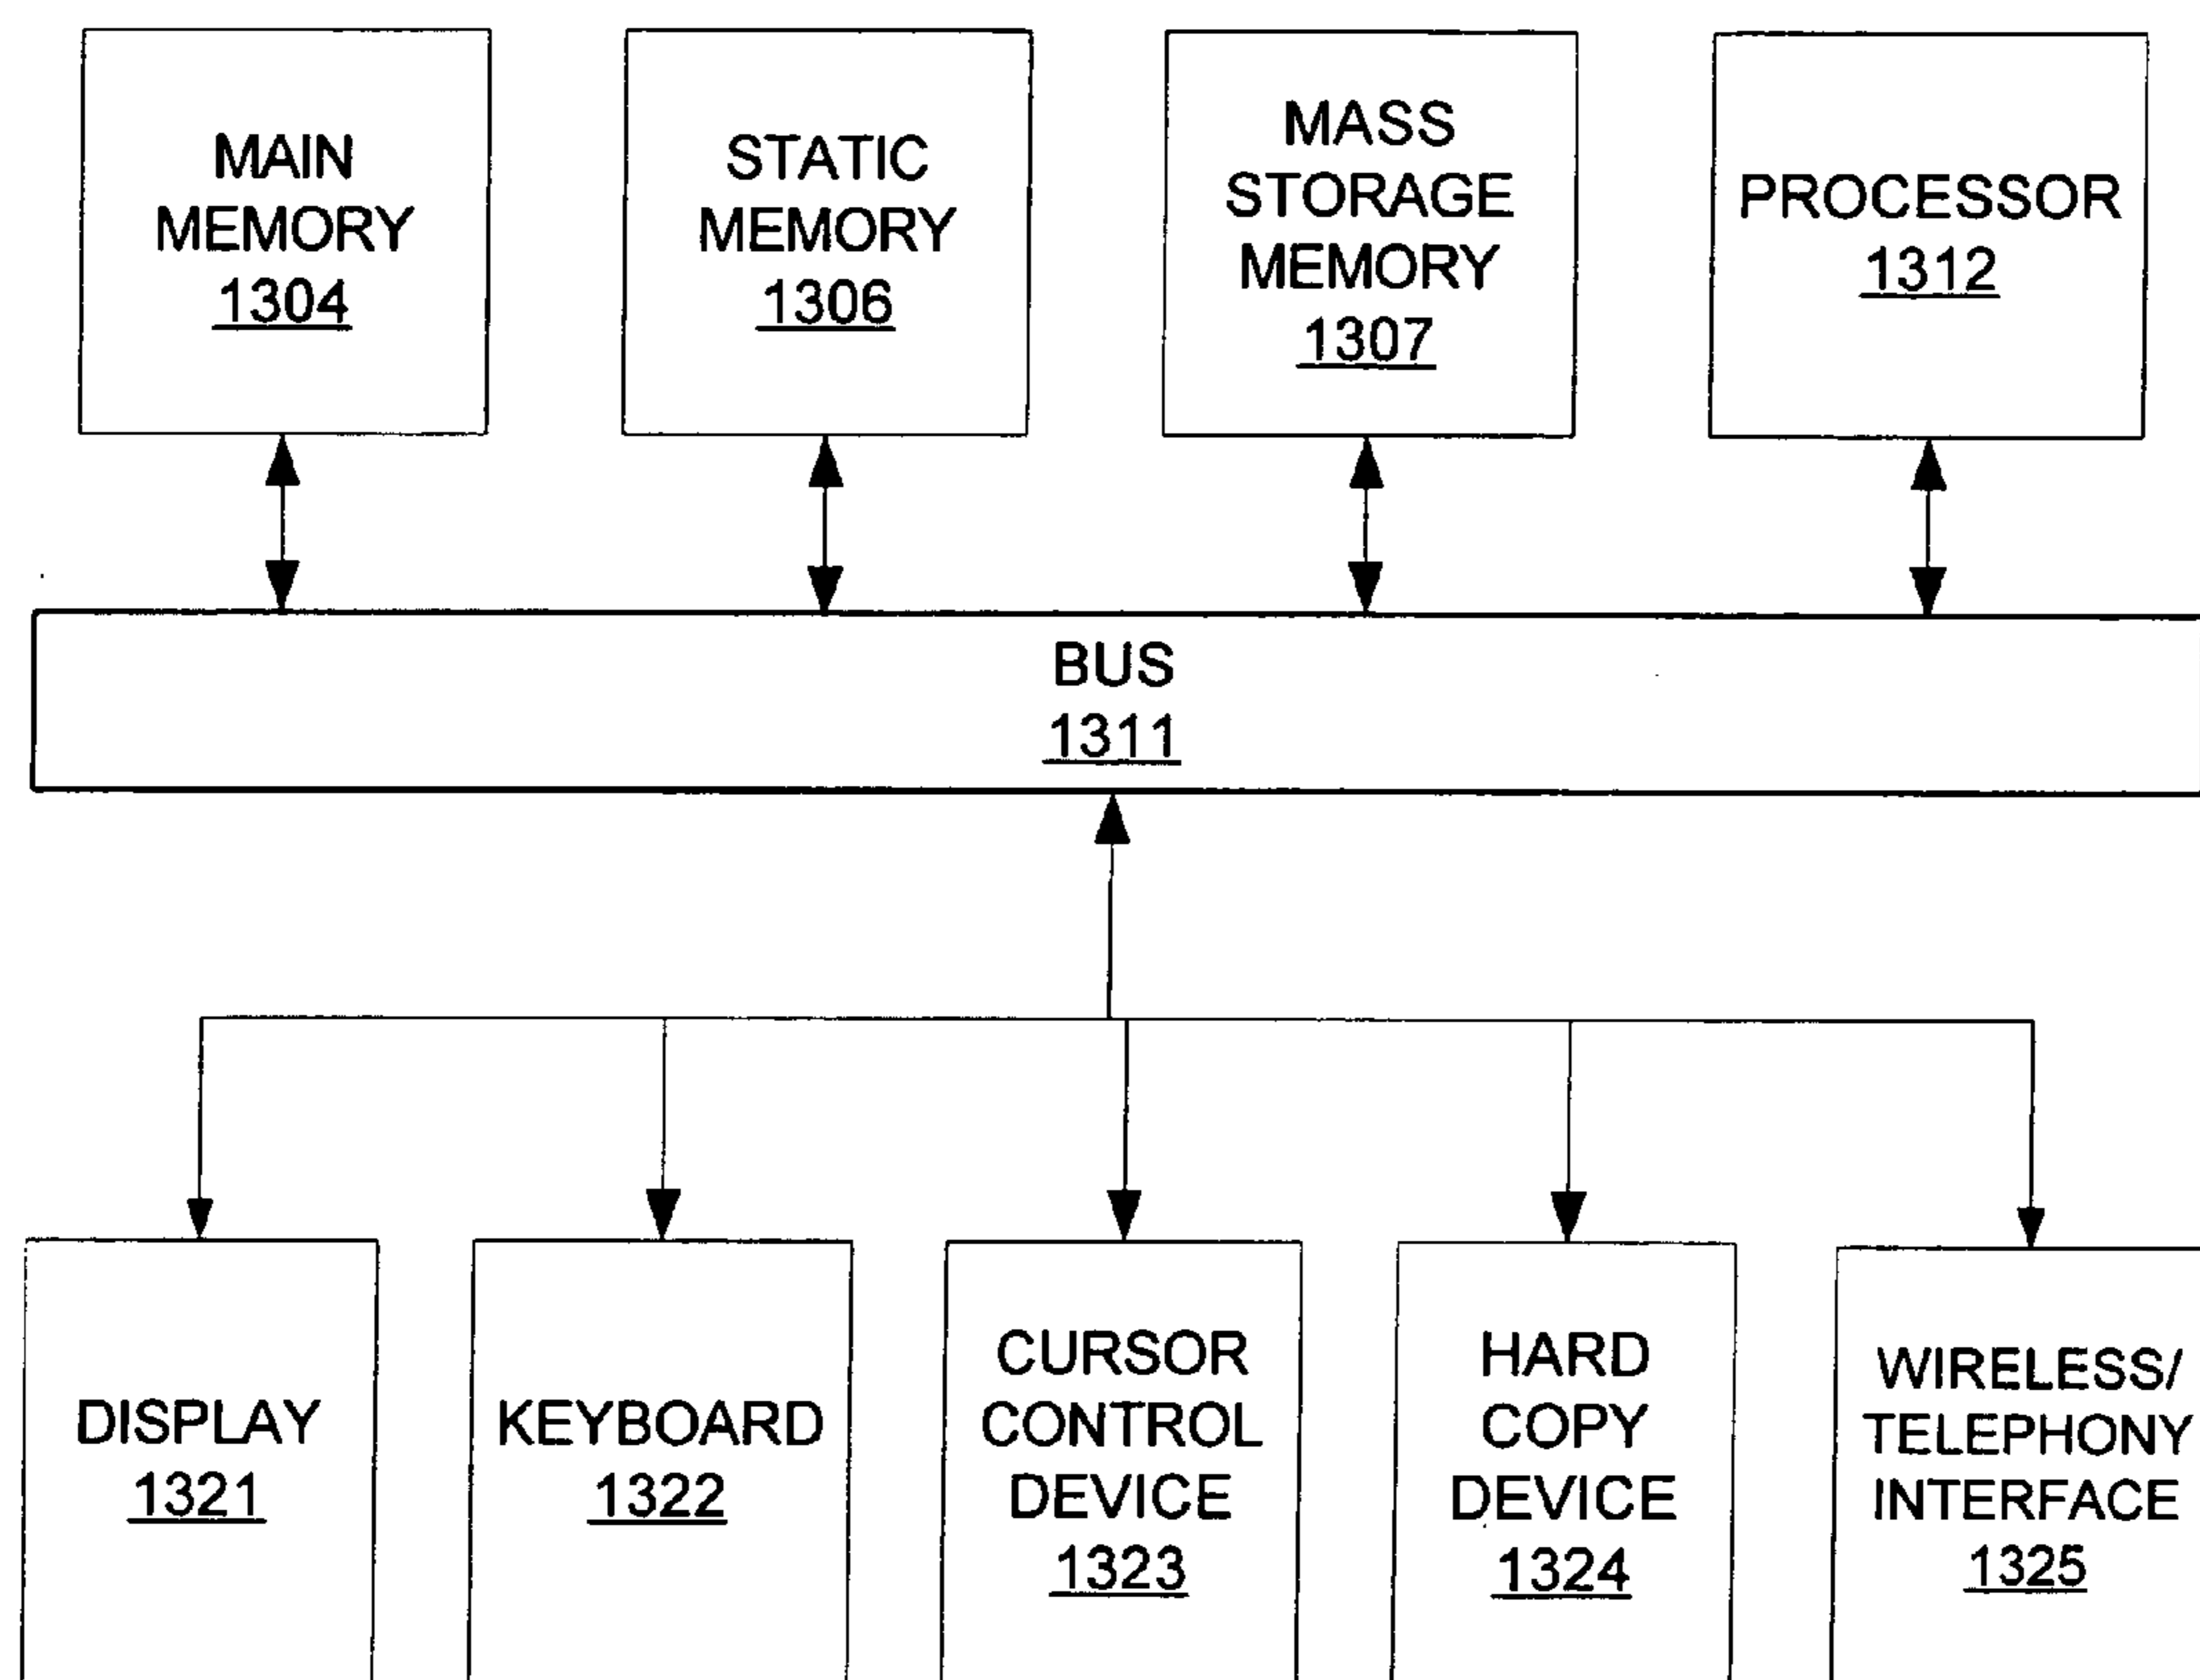 MAIN
MEMORY
1304
STATIC
MEMORY
1306
MASS
STORAGE
MEMORY
1307
PROCESSOR
1312
BUS
1311
DISPLAY
1321
KEYBOARD
1322
CURSOR
CONTROL
DEVICE
1323
HARD
COPY
DEVICE
1324
WIRELESS/
TELEPHONY
INTERFACE
1325